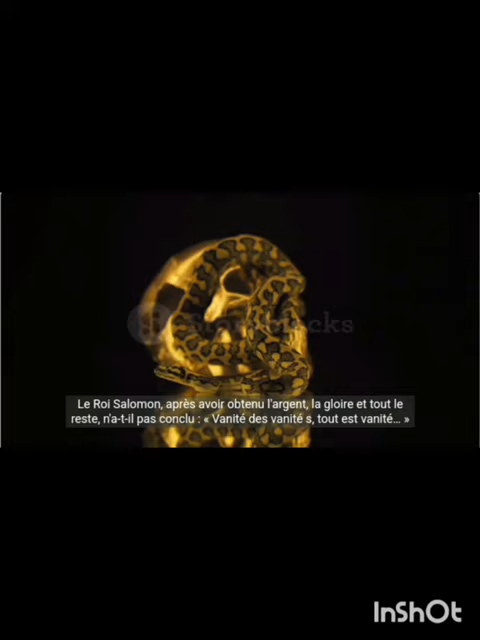 Storyblocks
Le Roi Salomon, après avoir obtenu l'argent, la gloire et tout le
reste, n'a-t-il pas conclu : « Vanité des vanité s, tout est vanité... »
InShOt